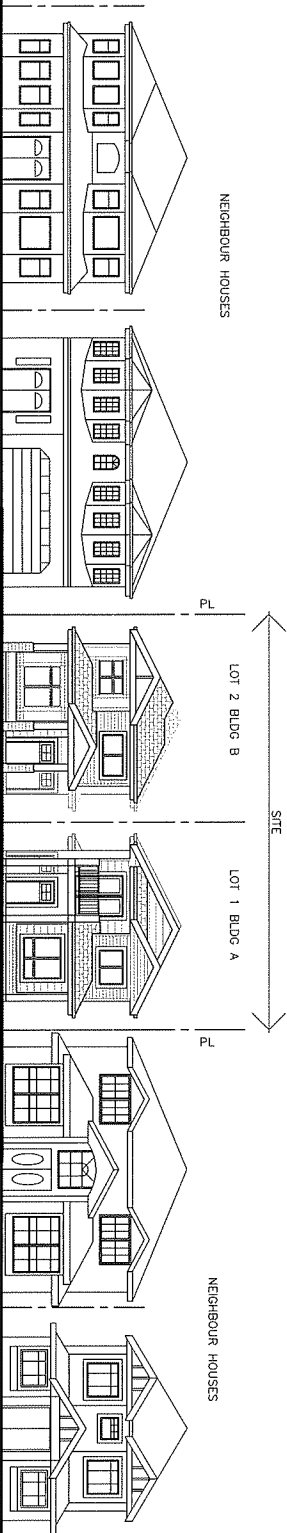 NEIGHBOUR HOUSES
PL
LOT 2 BLDG B
SITE
LOT 1 BLDG A
PL
NEIGHBOUR HOUSES